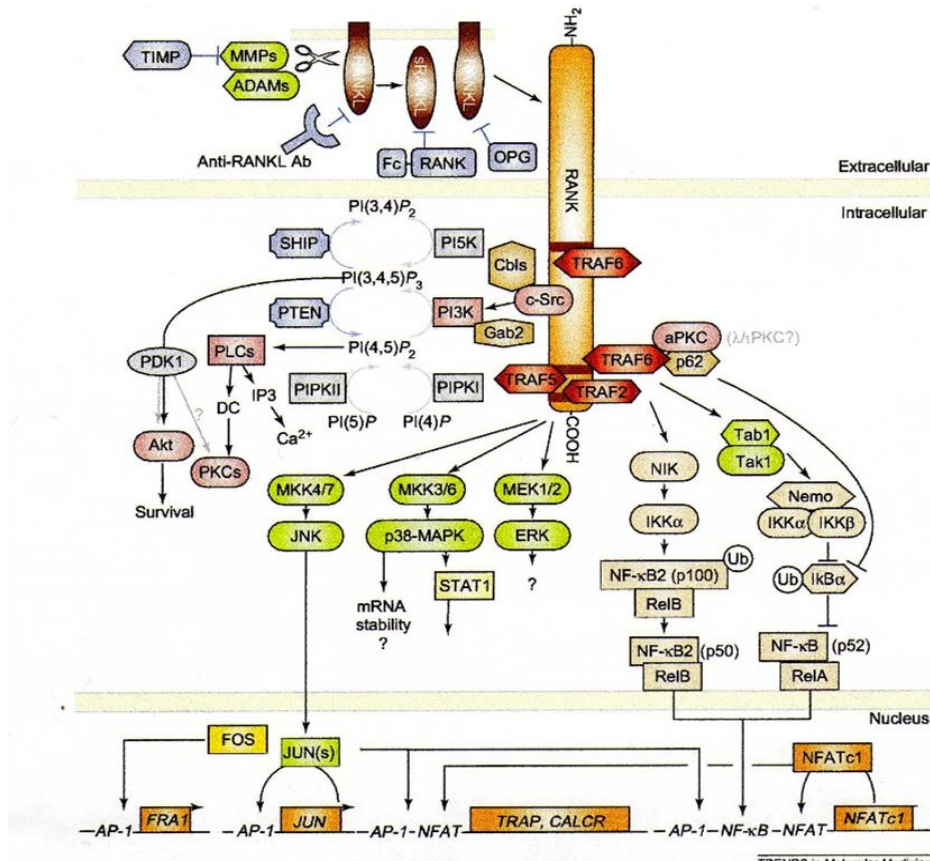 NH₂
TIMP
MMPs
ADAMs
RANKL
sRANKL
RANKL
Anti-RANKL Ab
Fc
RANK
OPG
Extracellular
RANK
Intracellular
PI(3,4)P₂
SHIP
PI5K
Cbls
TRAF6
PI(3,4,5)P₃
c-Src
PTEN
PI3K
Gab2
aPKC
(λ/ιPKC?)
PI(4,5)P₂
TRAF6
p62
PDK1
PLCs
PIPKII
PIPKI
TRAF5
TRAF2
?
DC
IP3
PI(5)P
PI(4)P
COOH
Ca²⁺
Tab1
Tak1
Akt
PKCs
MKK4/7
MKK3/6
MEK1/2
NIK
Nemo
Survival
JNK
p38-MAPK
ERK
IKKα
IKKα
IKKβ
Ub
?
STAT1
NF-κB2 (p100)
Ub
IkBα
RelB
mRNA
stability
?
NF-κB2
(p50)
NF-κB
(p52)
RelB
RelA
Nucleus
FOS
JUN(s)
NFATc1
AP-1
FRA1
AP-1
JUN
AP-1-NFAT
TRAP, CALCR
AP-1-NF-κB-NFAT
NFATc1
TRENDS in Molecular Medicine